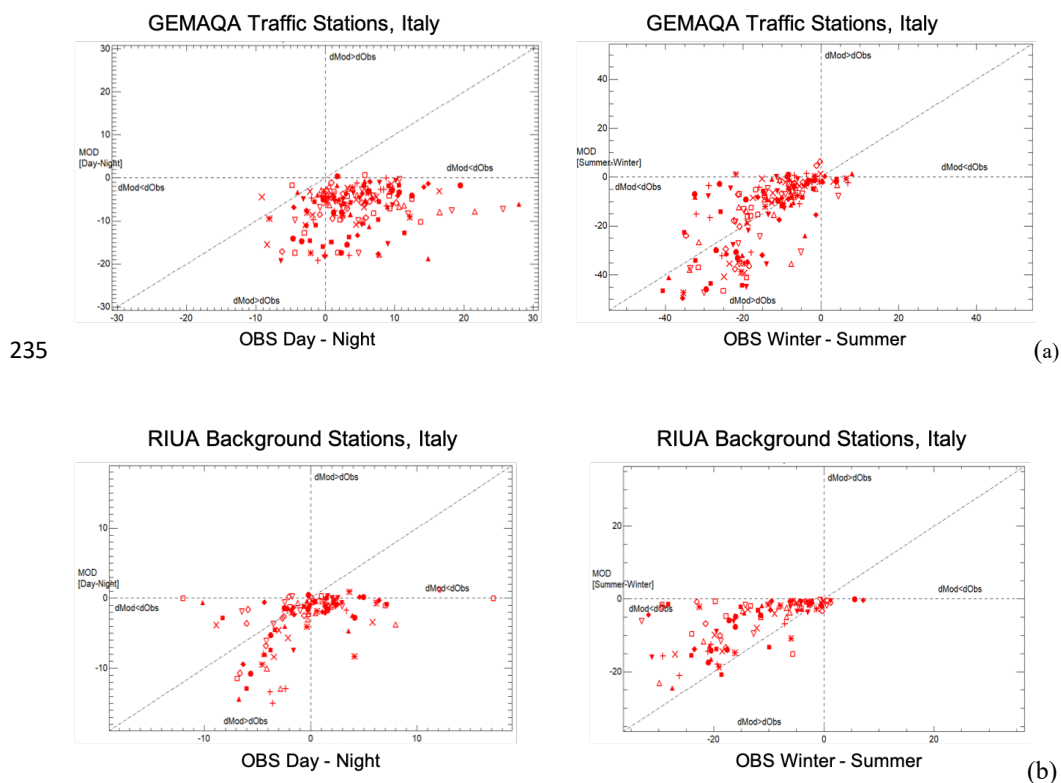 GEMAQA Traffic Stations, Italy
GEMAQA Traffic Stations, Italy
30
dMod>dObs
20
10
MOD
[Day-Night]
0
dMod<dObs
dMod<dObs
-10
-20
dMod>dObs
-30
-30
-20
-10
0
10
20
30
OBS Day - Night
dMod>dObs
40
20
MOD
[Summer-Winter]
0
dMod<dObs
dMod<dObs
-20
-40
dMod>dObs
-40
-20
0
20
40
OBS Winter - Summer
235
(a)
RIUA Background Stations, Italy
RIUA Background Stations, Italy
dMod>dObs
10
MOD
[Day-Night]
0
dMod<dObs
dMod<dObs
-10
dMod>dObs
-10
0
10
OBS Day - Night
dMod>dObs
20
MOD
[Summer-Winter]
0
dMod<dObs
dMod<dObs
-20
dMod>dObs
-20
0
20
OBS Winter - Summer
(b)